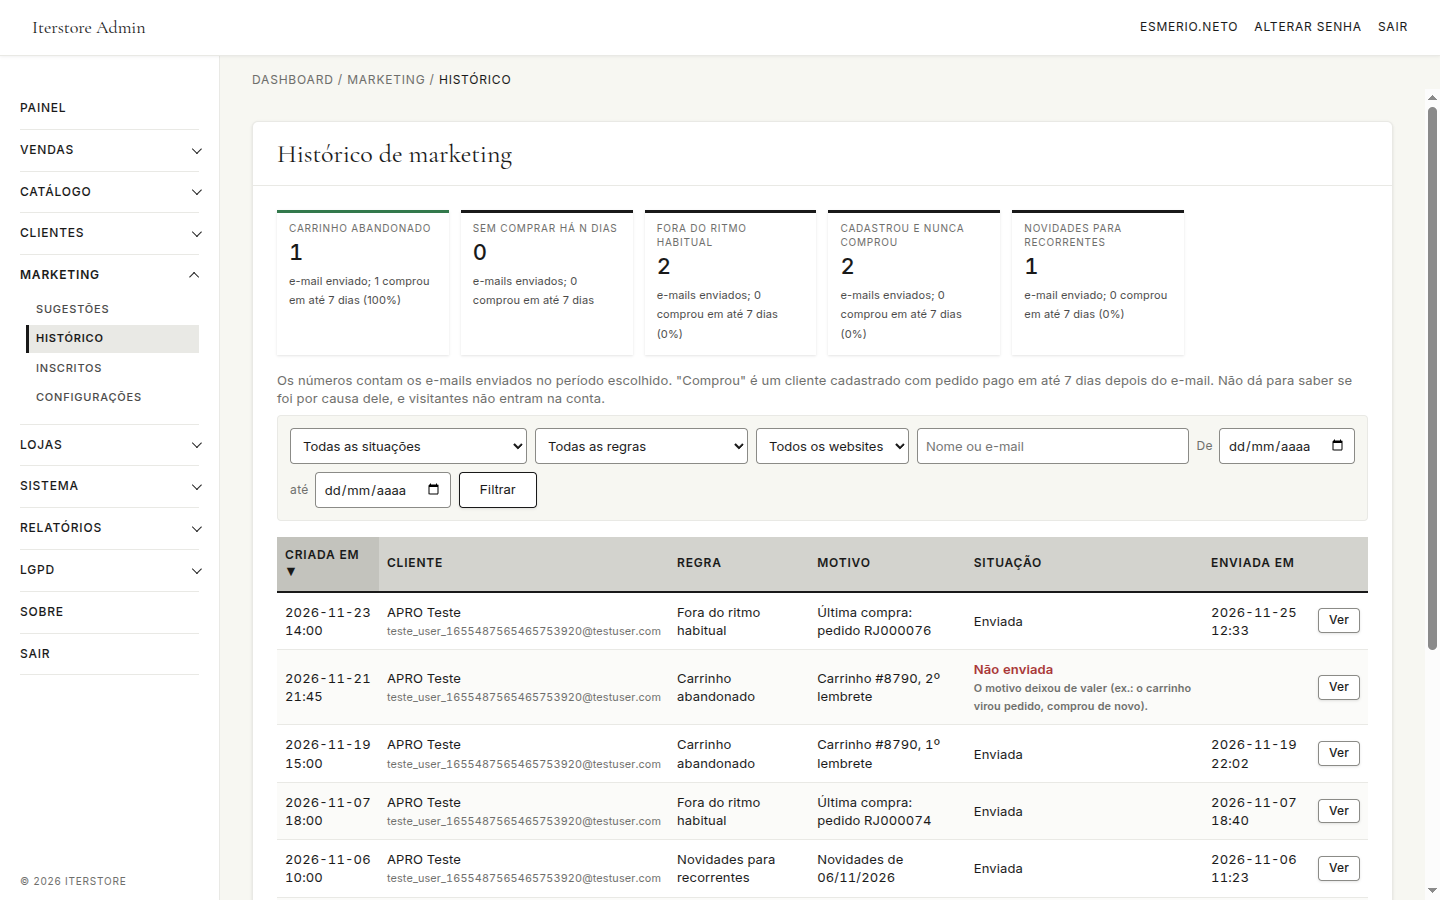 Iterstore Admin
ESMERIO.NETO ALTERAR SENHA SAIR
DASHBOARD / MARKETING / HISTÓRICO
PAINEL
VENDAS
CATÁLOGO
CLIENTES
MARKETING
SUGESTÕES
HISTÓRICO
INSCRITOS
CONFIGURAÇÕES
LOJAS
SISTEMA
RELATÓRIOS
LGPD
SOBRE
SAIR
© 2026 ITERSTORE
Histórico de marketing
CARRINHO ABANDONADO
1
e-mail enviado; 1 comprou
em até 7 dias (100%)
SEM COMPRAR HÁ N DIAS
0
e-mails enviados; 0
comprou em até 7 dias
FORA DO RITMO
HABITUAL
2
e-mails enviados; 0
comprou em até 7 dias
(0%)
CADASTROU E NUNCA
COMPROU
2
e-mails enviados; 0
comprou em até 7 dias
(0%)
NOVIDADES PARA
RECORRENTES
1
e-mail enviado; 0 comprou
em até 7 dias (0%)
Os números contam os e-mails enviados no período escolhido. "Comprou" é um cliente cadastrado com pedido pago em até 7 dias depois do e-mail. Não dá para saber se
foi por causa dele, e visitantes não entram na conta.
Todas as situações Todas as regras Todos os websites Nome ou e-mail De dd/mm/aaaa
até dd/mm/aaaa Filtrar
CRIADA EM ▼ CLIENTE REGRA MOTIVO SITUAÇÃO ENVIADA EM
2026-11-23 APRO Teste Fora do ritmo Última compra: Enviada 2026-11-25 Ver
14:00 teste_user_1655487565465753920@testuser.com habitual pedido RJ000076 12:33
2026-11-21 APRO Teste Carrinho Carrinho #8790, 2º Não enviada Ver
21:45 teste_user_1655487565465753920@testuser.com abandonado lembrete O motivo deixou de valer (ex.: o carrinho
virou pedido, comprou de novo).
2026-11-19 APRO Teste Carrinho Carrinho #8790, 1º Enviada 2026-11-19 Ver
15:00 teste_user_1655487565465753920@testuser.com abandonado lembrete 22:02
2026-11-07 APRO Teste Fora do ritmo Última compra: Enviada 2026-11-07 Ver
18:00 teste_user_1655487565465753920@testuser.com habitual pedido RJ000074 18:40
2026-11-06 APRO Teste Novidades para Novidades de Enviada 2026-11-06 Ver
10:00 teste_user_1655487565465753920@testuser.com recorrentes 06/11/2026 11:23